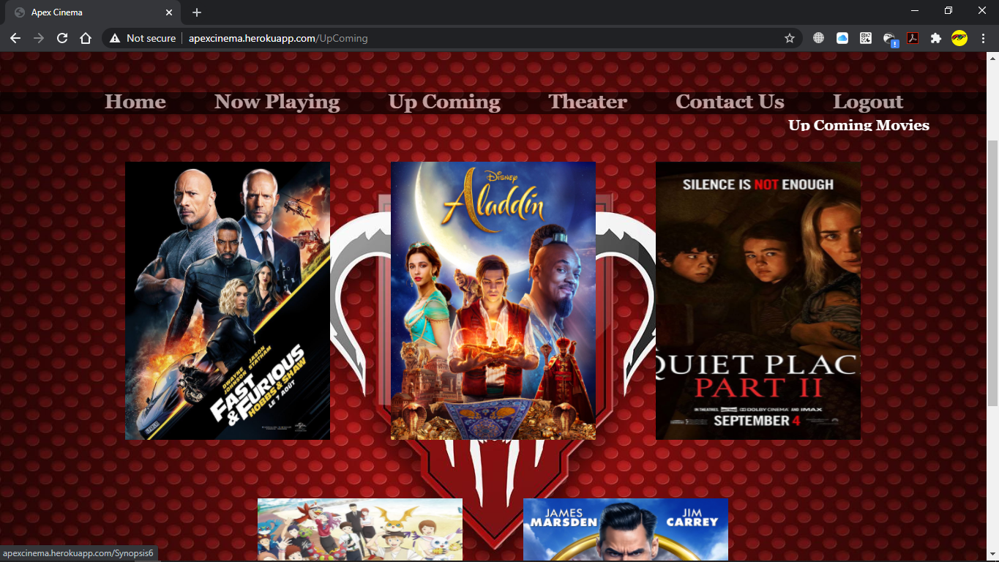 Apex Cinema
Not secure
apexcinema.herokuapp.com/UpComing
Home Now Playing Up Coming Theater Contact Us Logout
Up Coming Movies
DWAYNE JOHNSON
JASON STATHAM
FAST
& FURIOUS
HOBBS & SHAW
LE 7 AOÛT
DISNEY
Aladdin
SILENCE IS NOT ENOUGH
QUIET PLAC
PART II
IN THEATRES DOLBY CINEMA AND IMAX
SEPTEMBER 4
JAMES
MARSDEN
JIM
CARREY
apexcinema.herokuapp.com/Synopsis6